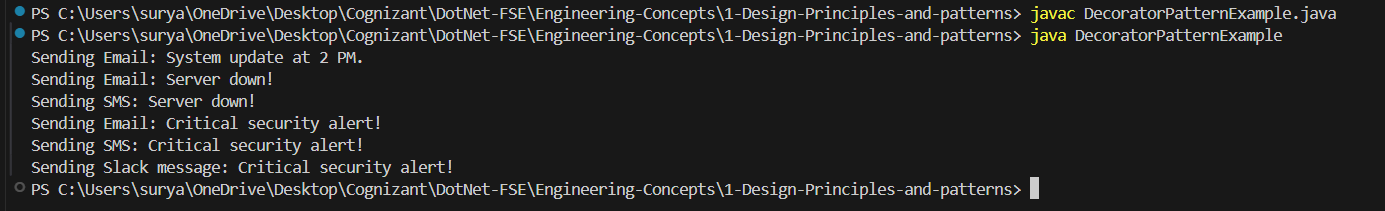 PS C:\Users\surya\OneDrive\Desktop\Cognizant\DotNet-FSE\Engineering-Concepts\1-Design-Principles-and-patterns> javac DecoratorPatternExample.java
PS C:\Users\surya\OneDrive\Desktop\Cognizant\DotNet-FSE\Engineering-Concepts\1-Design-Principles-and-patterns> java DecoratorPatternExample
Sending Email: System update at 2 PM.
Sending Email: Server down!
Sending SMS: Server down!
Sending Email: Critical security alert!
Sending SMS: Critical security alert!
Sending Slack message: Critical security alert!
PS C:\Users\surya\OneDrive\Desktop\Cognizant\DotNet-FSE\Engineering-Concepts\1-Design-Principles-and-patterns>